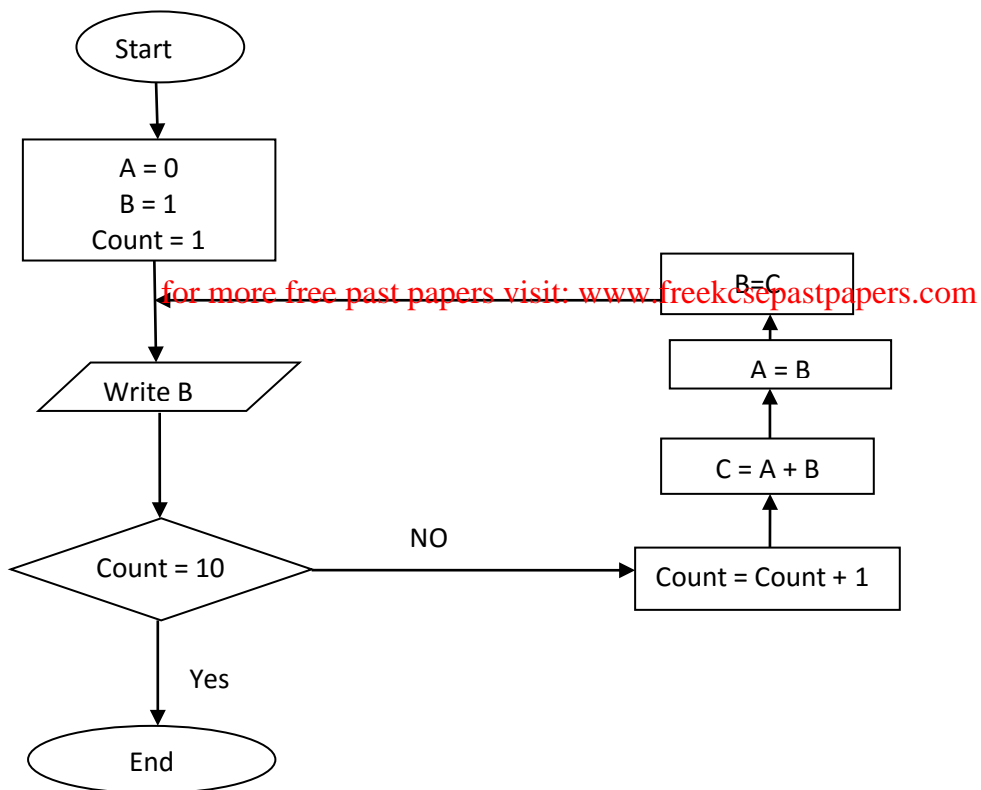 Start
A = 0
B = 1
Count = 1
B=C
for more free past papers visit: www.freekcsepastpapers.com
A = B
Write B
C = A + B
NO
Count = 10
Count = Count + 1
Yes
End